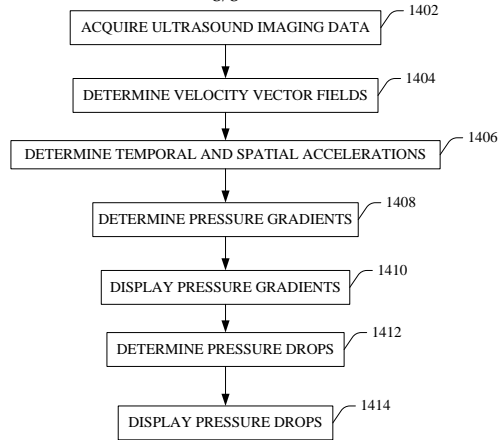 1402
ACQUIRE ULTRASOUND IMAGING DATA
1404
DETERMINE VELOCITY VECTOR FIELDS
1406
DETERMINE TEMPORAL AND SPATIAL ACCELERATIONS
1408
DETERMINE PRESSURE GRADIENTS
1410
DISPLAY PRESSURE GRADIENTS
1412
DETERMINE PRESSURE DROPS
1414
DISPLAY PRESSURE DROPS